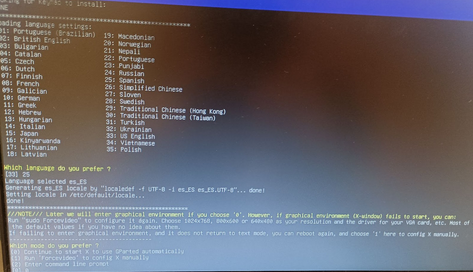 king for keymap to install:
NONE
loading language settings:
01: Portuguese (Brazilian) 19: Macedonian
02: British English 20: Norwegian
03: Bulgarian 21: Nepali
04: Catalan 22: Portuguese
05: Czech 23: Punjabi
06: Dutch 24: Russian
07: Finnish 25: Spanish
08: French 26: Simplified Chinese
09: Galician 27: Sloven
10: German 28: Swedish
11: Greek 29: Traditional Chinese (Hong Kong)
12: Hebrew 30: Traditional Chinese (Taiwan)
13: Hungarian 31: Turkish
14: Italian 32: Ukrainian
15: Japan 33: US English
16: Kinyarwanda 34: Vietnamese
17: Lithuanian 35: Polish
18: Latvian
Which language do you prefer ?
[33] 25
Language selected es_ES
Generating es_ES locale by "localedef -f UTF-8 -i es_ES es_ES.UTF-8"... done!
Setting locale in /etc/default/locale...
Done!
///NOTE/// Later we will enter graphical environment if you choose '0'. However, if graphical environment (X-window) fails to start, you can:
Run "sudo Forcevideo" to configure it again. Choose 1024x768, 800x600 or 640x480 as your resolution and the driver for your VGA card, etc. Most of
the default values if you have no idea about them.
If failing to enter graphical environment, and it does not return to text mode, you can reboot again, and choose '1' here to config X manually.
Which mode do you prefer ?
(0) Continue to start X to use GParted automatically
(1) Run 'Forcevideo' to config X manually
(2) Enter command line prompt
[0]